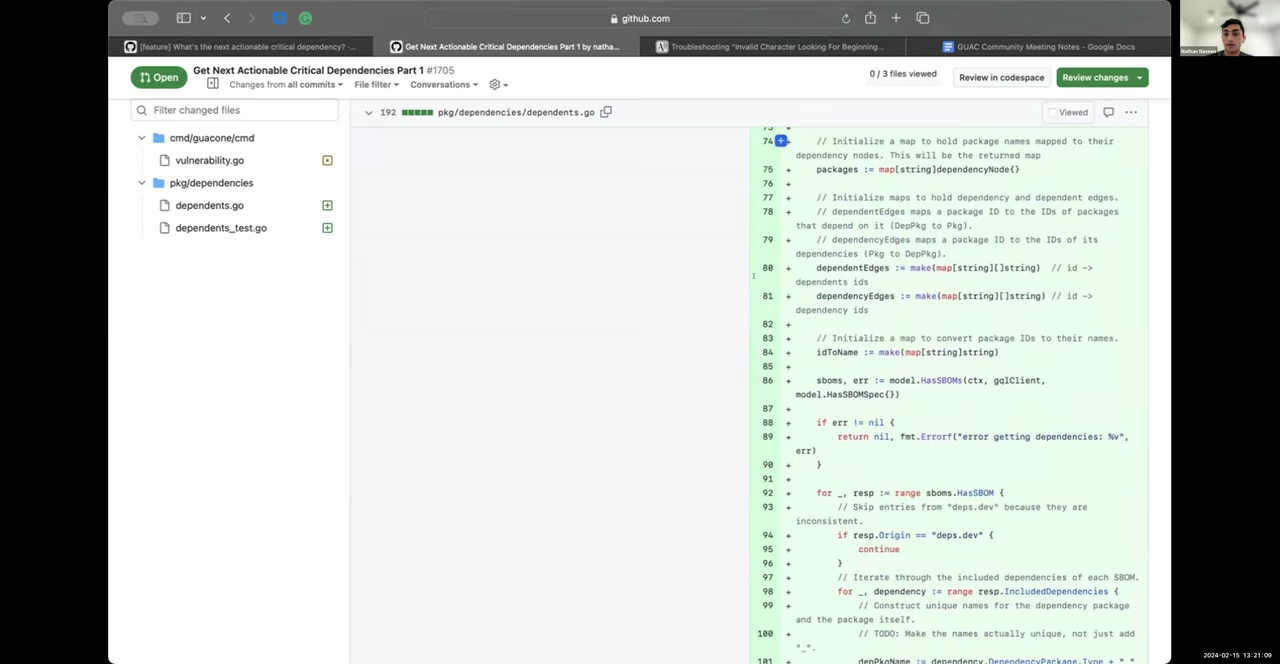 github.com
[feature] What's the next actionable critical dependency? ·...
Get Next Actionable Critical Dependencies Part 1 by natha...
Troubleshooting "Invalid Character Looking For Beginning...
GUAC Community Meeting Notes - Google Docs
Nathan Naveen
Open
Get Next Actionable Critical Dependencies Part 1 #1705
Changes from all commits
File filter
Conversations
0 / 3 files viewed
Review in codespace
Review changes
Filter changed files
cmd/guacone/cmd
vulnerability.go
pkg/dependencies
dependents.go
dependents_test.go
192 pkg/dependencies/dependents.go
Viewed
73 +
74 + // Initialize a map to hold package names mapped to their
dependency nodes. This will be the returned map
75 + packages := map[string]dependencyNode{}
76 +
77 + // Initialize maps to hold dependency and dependent edges.
78 + // dependentEdges maps a package ID to the IDs of packages
that depend on it (DepPkg to Pkg).
79 + // dependencyEdges maps a package ID to the IDs of its
dependencies (Pkg to DepPkg).
80 + dependentEdges := make(map[string][]string) // id —>
dependents ids
81 + dependencyEdges := make(map[string][]string) // id —>
dependency ids
82 +
83 + // Initialize a map to convert package IDs to their names.
84 + idToName := make(map[string]string)
85 +
86 + sboms, err := model.HasSBOMs(ctx, gqlClient,
model.HasSBOMSpec{})
87 +
88 + if err != nil {
89 + return nil, fmt.Errorf("error getting dependencies: %v",
err)
90 + }
91 +
92 + for _, resp := range sboms.HasSBOM {
93 + // Skip entries from "deps.dev" because they are
inconsistent.
94 + if resp.Origin == "deps.dev" {
95 + continue
96 + }
97 + // Iterate through the included dependencies of each SBOM.
98 + for _, dependency := range resp.IncludedDependencies {
99 + // Construct unique names for the dependency package
and the package itself.
100 + // TODO: Make the names actually unique, not just add
"_".
101 + depPkgName := dependency.DependencyPackage.Type + "_"
2024-02-15 13:21:09